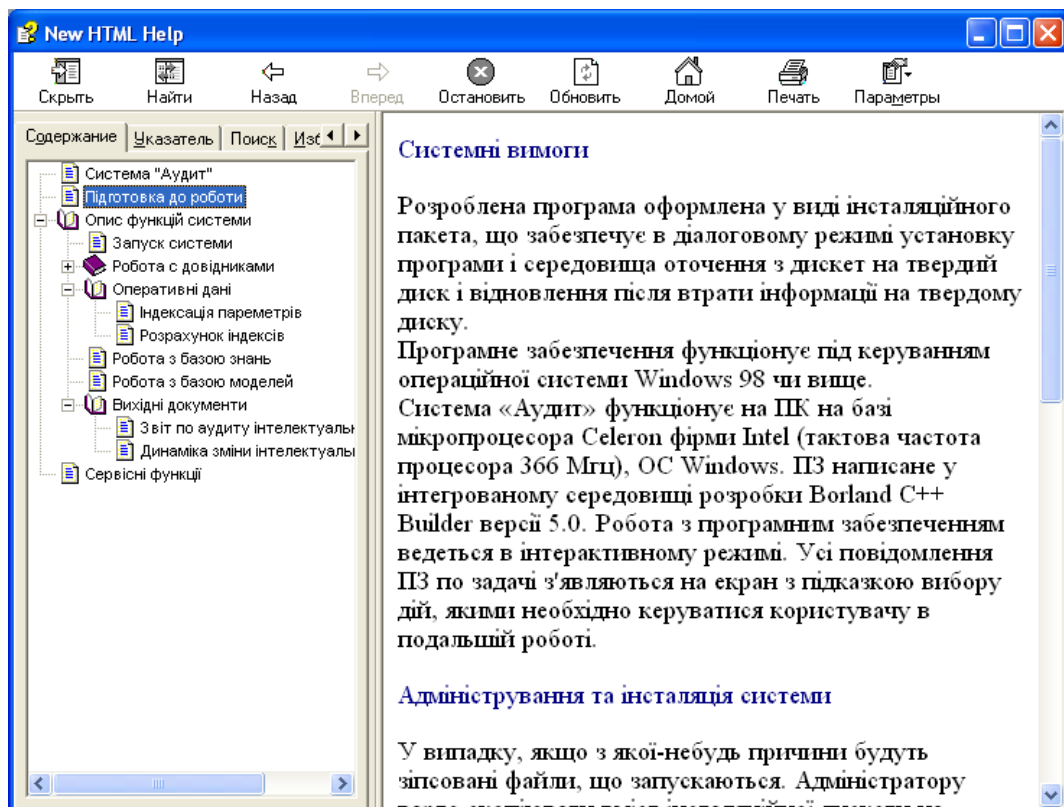 New HTML Help
Скрыть Найти Назад Вперед Остановить Обновить Домой Печать Параметры
Содержание Указатель Поиск Изб
Система "Аудит"
Підготовка до роботи
Опис функцій системи
Запуск системи
Робота с довідниками
Оперативні дані
Індексація пареметрів
Розрахунок індексів
Робота з базою знань
Робота з базою моделей
Вихідні документи
Звіт по аудиту інтелектуальн
Динаміка зміни інтелектуаль
Сервісні функції
Системні вимоги
Розроблена програма оформлена у виді інсталяційного
пакета, що забезпечує в діалоговому режимі установку
програми і середовища оточення з дискет на твердий
диск і відновлення після втрати інформації на твердому
диску.
Програмне забезпечення функціонує під керуванням
операційної системи Windows 98 чи вище.
Система «Аудит» функціонує на ПК на базі
мікропроцесора Celeron фірми Intel (тактова частота
процесора 366 Мгц), ОС Windows. ПЗ написане у
інтегрованому середовищі розробки Borland C++
Builder версії 5.0. Робота з програмним забезпеченням
ведеться в інтерактивному режимі. Усі повідомлення
ПЗ по задачі з'являються на екран з підказкою вибору
дій, якими необхідно керуватися користувачу в
подальшій роботі.
Адміністрування та інсталяція системи
У випадку, якщо з якої-небудь причини будуть
зіпсовані файли, що запускаються. Адміністратору